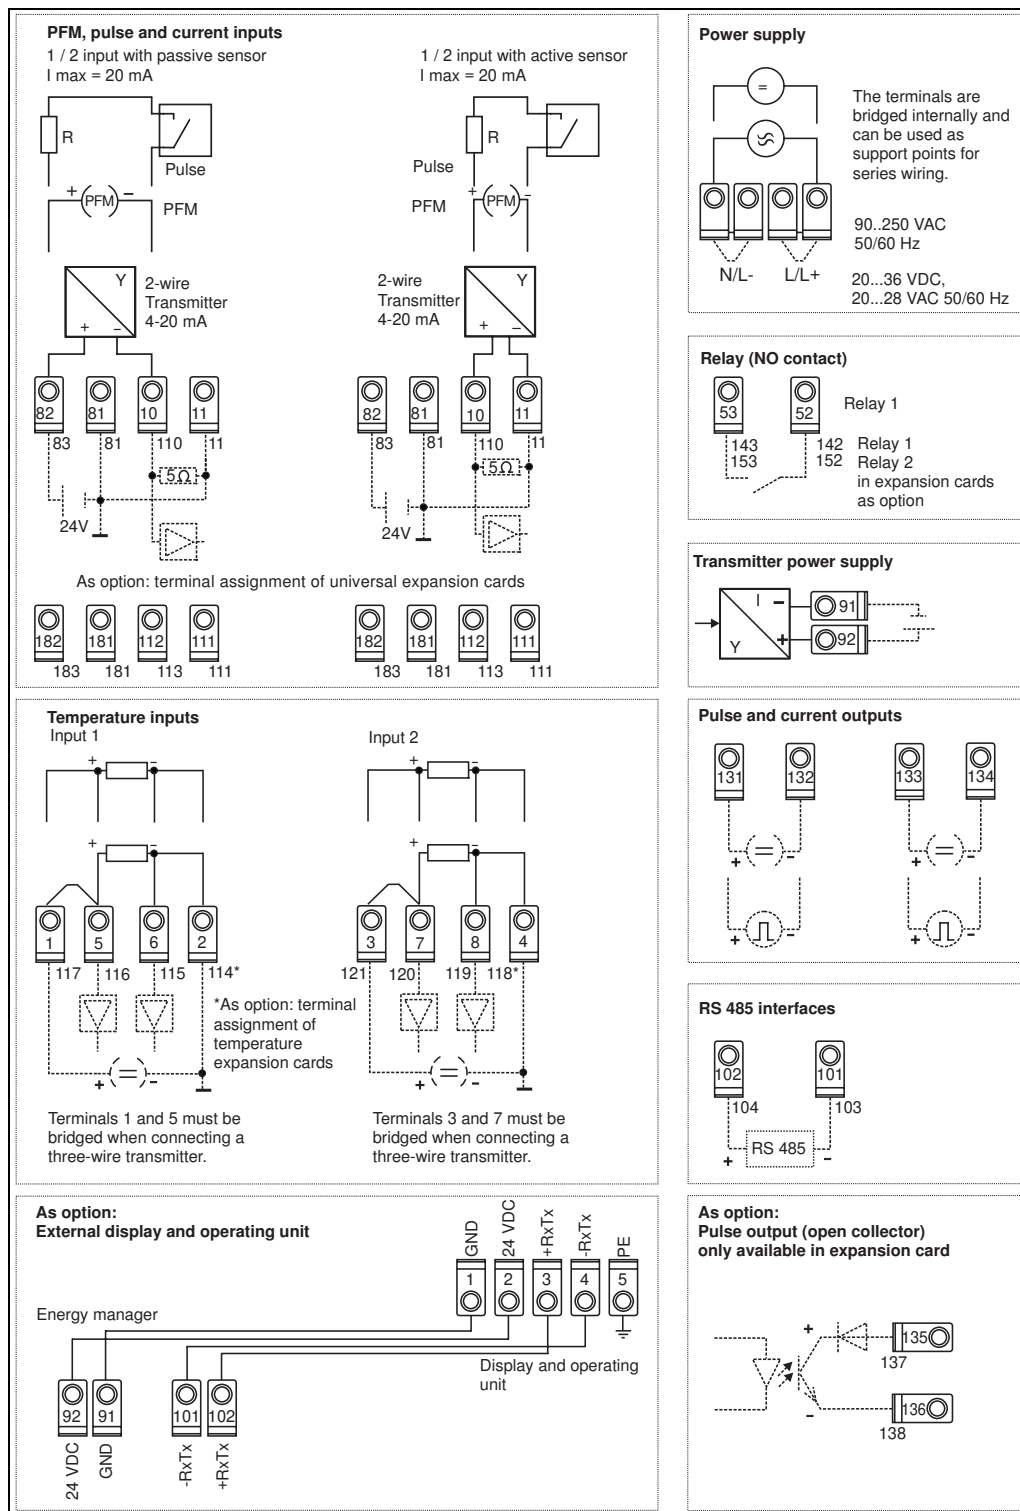 PFM, pulse and current inputs
1 / 2 input with passive sensor
I max = 20 mA
1 / 2 input with active sensor
I max = 20 mA
R
Pulse
+ PFM –
PFM
R
Pulse
+ PFM -
PFM
Y
+ –
2-wire
Transmitter
4-20 mA
2-wire
Transmitter
4-20 mA
Y
+ –
82 81 10 11
83 81 110 11
5Ω
24V
82 81 10 11
83 81 110 11
5Ω
24V
As option: terminal assignment of universal expansion cards
182 181 112 111
183 181 113 111
182 181 112 111
183 181 113 111
Power supply
=
The terminals are
bridged internally and
can be used as
support points for
series wiring.
N/L- L/L+
90..250 VAC
50/60 Hz
20...36 VDC,
20...28 VAC 50/60 Hz
Relay (NO contact)
53 52
Relay 1
143 142 Relay 1
153 152 Relay 2
in expansion cards
as option
Transmitter power supply
I –
Y +
91
92
Temperature inputs
Input 1
+ -
+ -
1 5 6 2
117 116 115 114*
+ = -
*As option: terminal
assignment of
temperature
expansion cards
Terminals 1 and 5 must be
bridged when connecting a
three-wire transmitter.
Input 2
+ -
+ -
3 7 8 4
121 120 119 118*
+ = -
Terminals 3 and 7 must be
bridged when connecting a
three-wire transmitter.
Pulse and current outputs
131 132 133 134
+ = - + = -
+ - + -
RS 485 interfaces
102 101
104 103
+ RS 485 -
As option:
External display and operating unit
GND 24 VDC +RxTx -RxTx PE
1 2 3 4 5
Energy manager
Display and operating
unit
92 91 101 102
24 VDC GND -RxTx +RxTx
As option:
Pulse output (open collector)
only available in expansion card
+
135
137
-
136
138